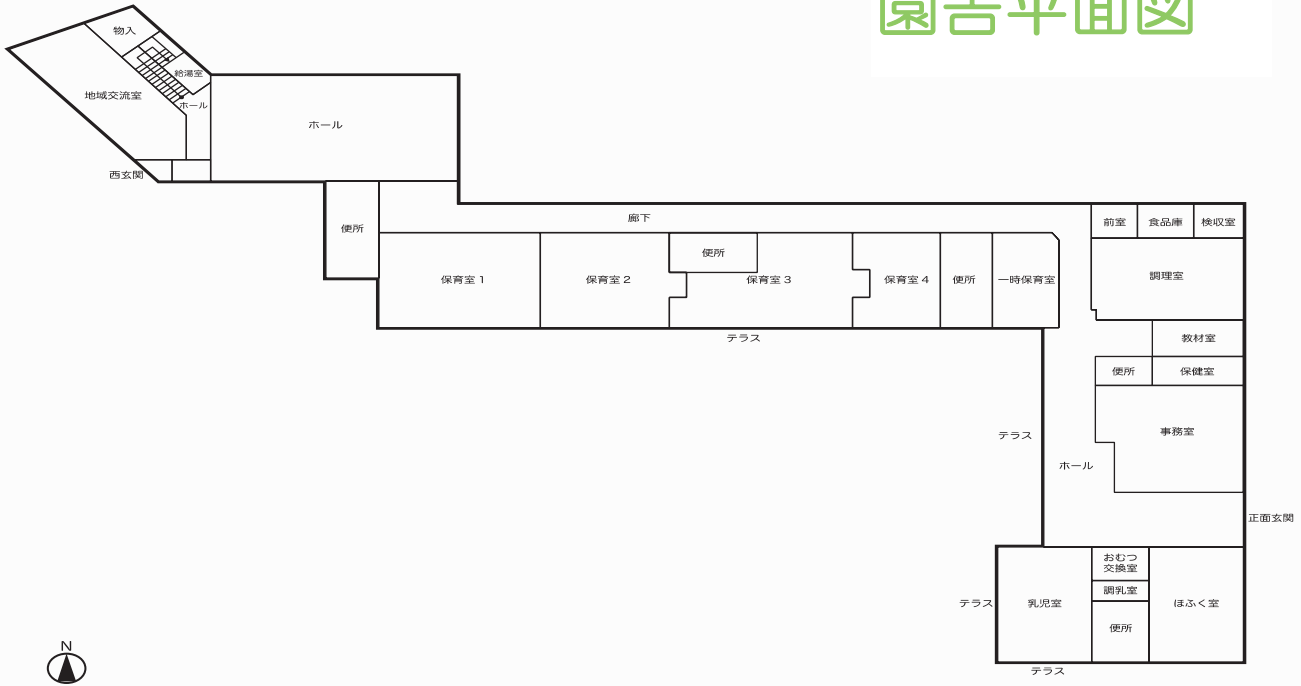 園舎平面図
物入
給湯室
地域交流室
ホール
ホール
西玄関
便所
廊下
前室
食品庫
検収室
便所
保育室 1
保育室 2
保育室 3
保育室 4
便所
一時保育室
調理室
テラス
教材室
便所
保健室
テラス
事務室
ホール
正面玄関
おむつ
交換室
調乳室
テラス
乳児室
ほふく室
便所
テラス
N